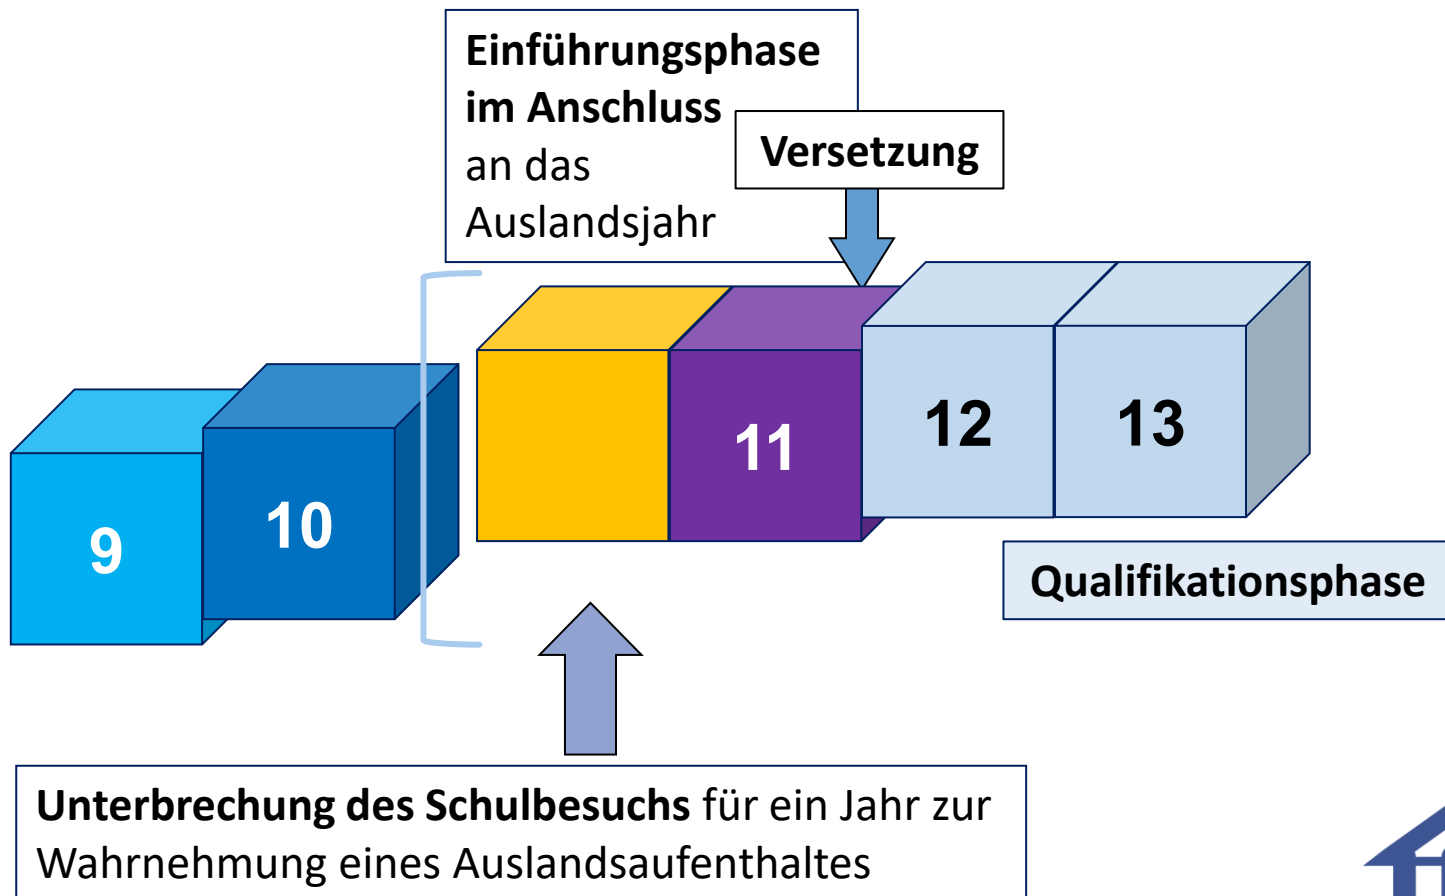 Einführungsphase
im Anschluss
an das
Auslandsjahr
Versetzung
9
10
11
12
13
Qualifikationsphase
Unterbrechung des Schulbesuchs für ein Jahr zur
Wahrnehmung eines Auslandsaufenthaltes